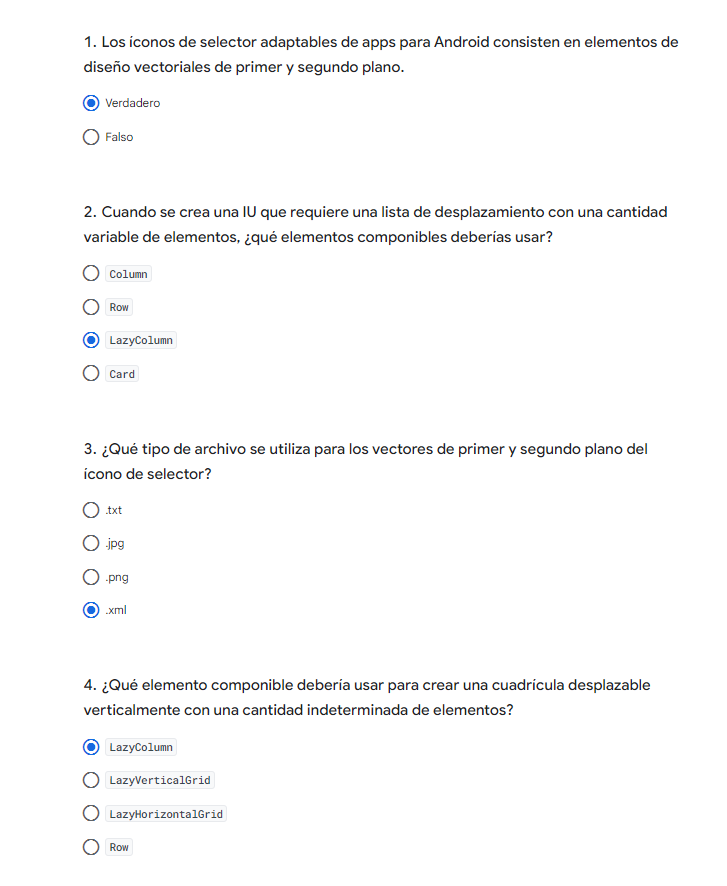 1. Los íconos de selector adaptables de apps para Android consisten en elementos de
diseño vectoriales de primer y segundo plano.
Verdadero
Falso
2. Cuando se crea una IU que requiere una lista de desplazamiento con una cantidad
variable de elementos, ¿qué elementos componibles deberías usar?
Column
Row
LazyColumn
Card
3. ¿Qué tipo de archivo se utiliza para los vectores de primer y segundo plano del
ícono de selector?
.txt
.jpg
.png
.xml
4. ¿Qué elemento componible debería usar para crear una cuadrícula desplazable
verticalmente con una cantidad indeterminada de elementos?
LazyColumn
LazyVerticalGrid
LazyHorizontalGrid
Row